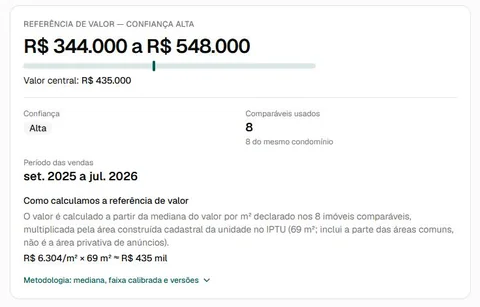 REFERÊNCIA DE VALOR — CONFIANÇA ALTA
R$ 344.000 a R$ 548.000
Valor central: R$ 435.000
Confiança
Alta
Comparáveis usados
8
8 do mesmo condomínio
Período das vendas
set. 2025 a jul. 2026
Como calculamos a referência de valor
O valor é calculado a partir da mediana do valor por m² declarado nos 8 imóveis comparáveis,
multiplicada pela área construída cadastral da unidade no IPTU (69 m²; inclui a parte das áreas comuns,
não é a área privativa de anúncios).
R$ 6.304/m² × 69 m² ≈ R$ 435 mil
Metodologia: mediana, faixa calibrada e versões